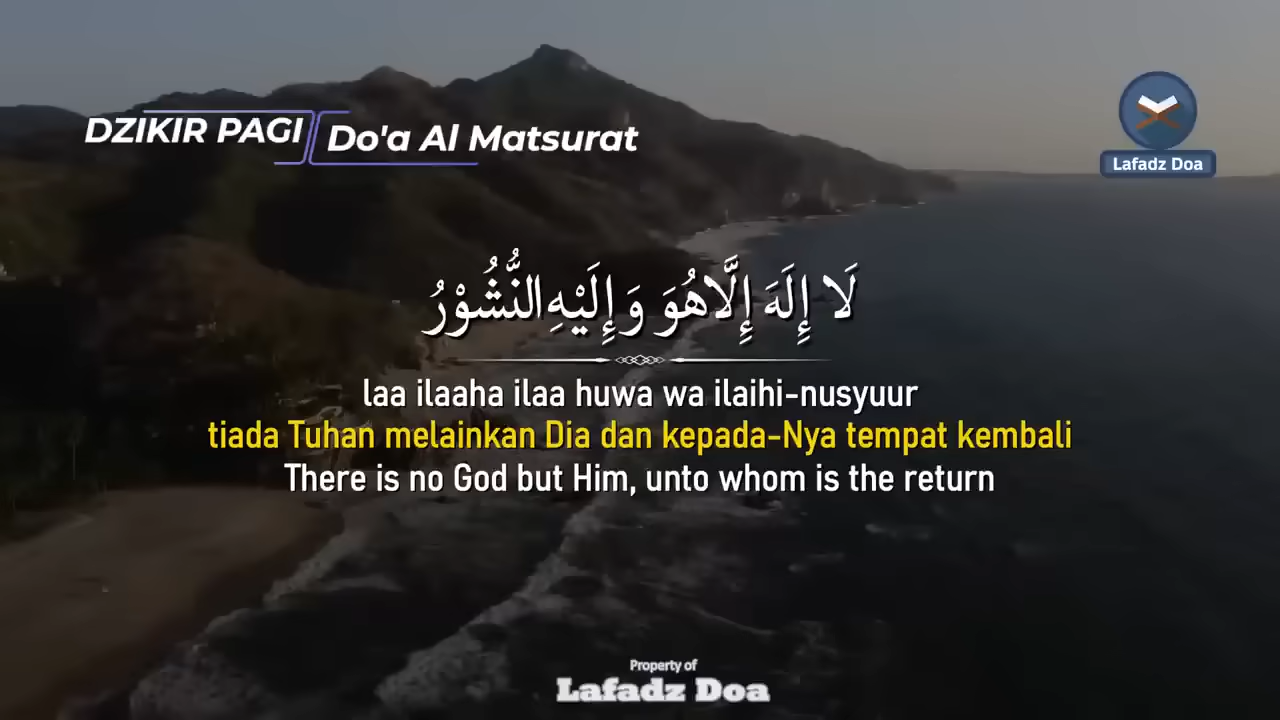 DZIKIR PAGI Do'a Al Matsurat
Lafadz Doa
لَا إِلَهَ إِلَّاهُوَ وَإِلَيْهِ النُّشُوْرُ
laa ilaaha ilaa huwa wa ilaihi-nusyuur
tiada Tuhan melainkan Dia dan kepada-Nya tempat kembali
There is no God but Him, unto whom is the return
Property of
Lafadz Doa